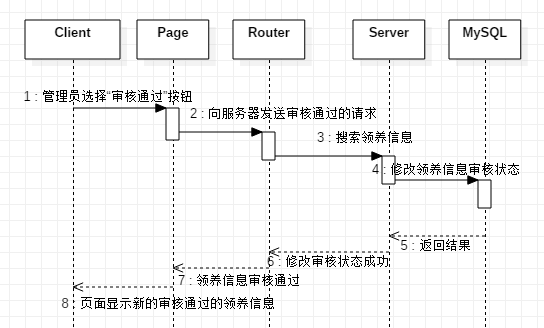 Client
Page
Router
Server
MySQL
1 : 管理员选择“审核通过”按钮
2 : 向服务器发送审核通过的请求
3 : 搜索领养信息
4 : 修改领养信息审核状态
5 : 返回结果
6 : 修改审核状态成功
7 : 领养信息审核通过
8 : 页面显示新的审核通过的领养信息